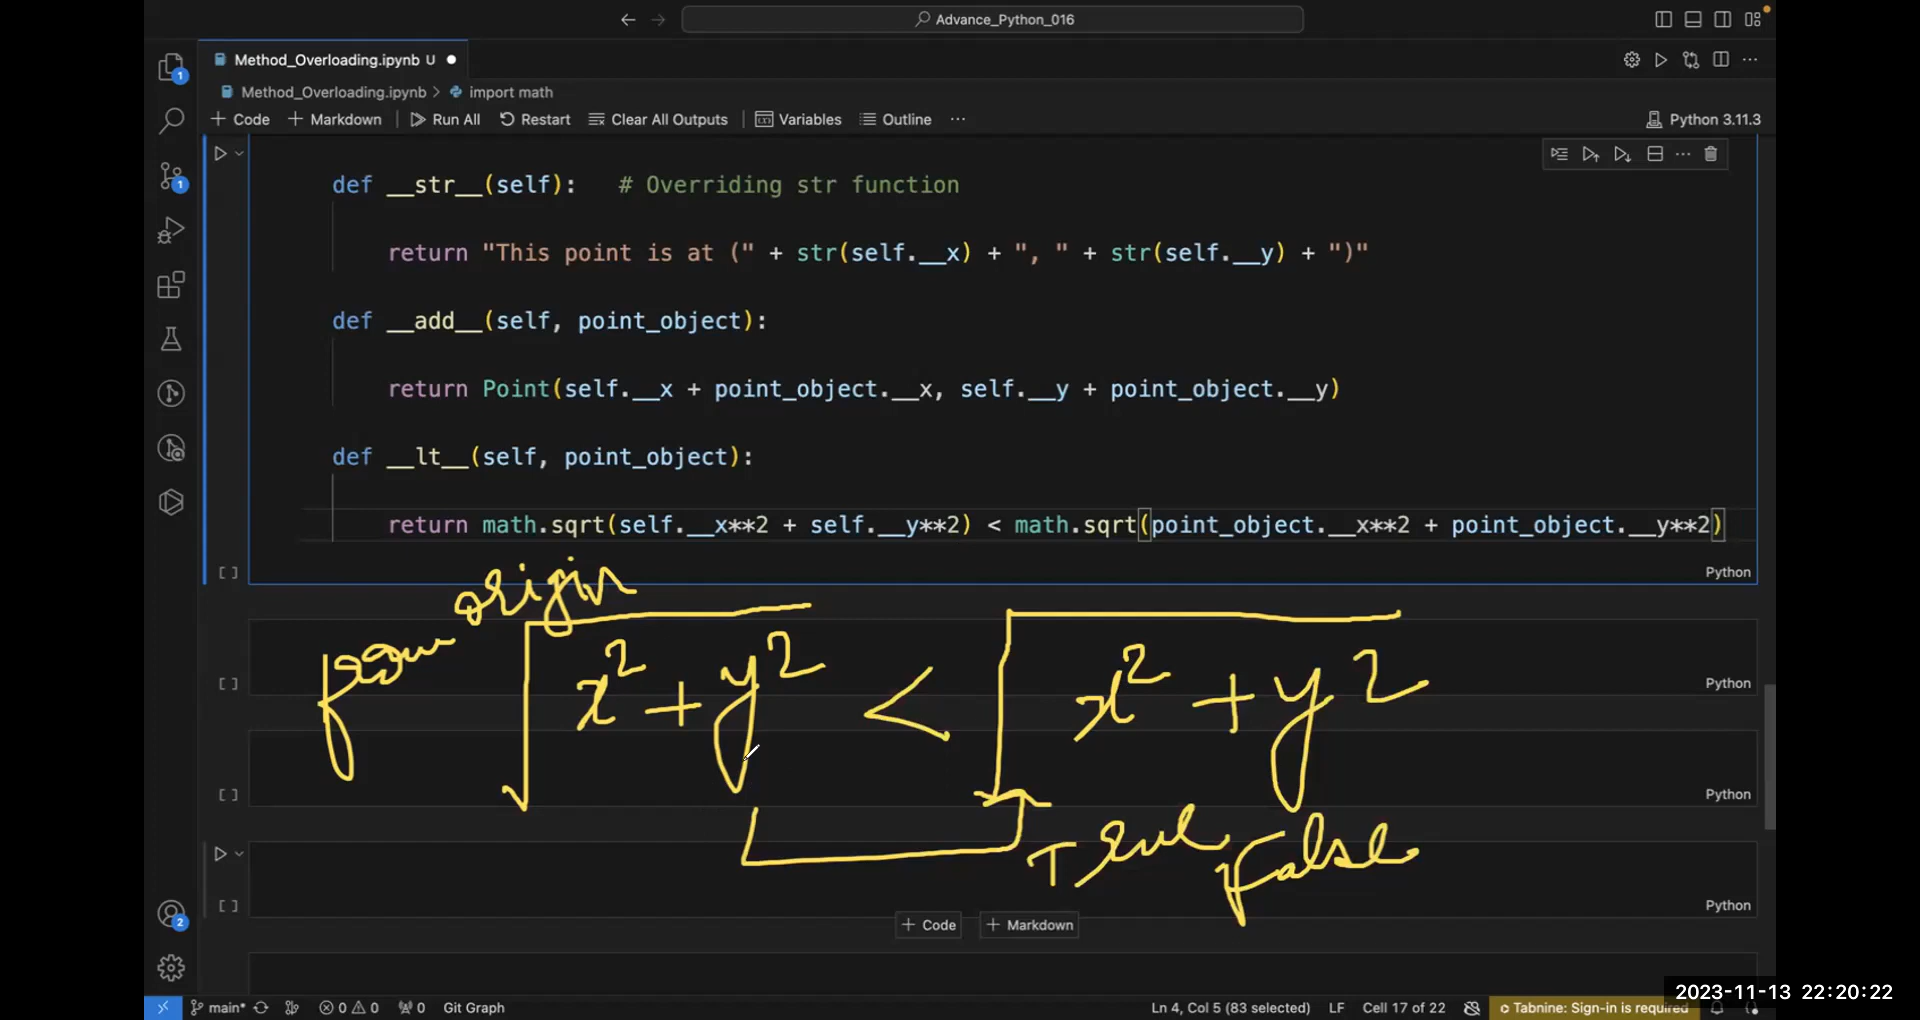 Advance_Python_016
Method_Overloading.ipynb U
Method_Overloading.ipynb > import math
+ Code + Markdown | Run All Restart Clear All Outputs | Variables Outline ... Python 3.11.3
def __str__(self): # Overriding str function
return "This point is at (" + str(self.__x) + ", " + str(self.__y) + ")"
def __add__(self, point_object):
return Point(self.__x + point_object.__x, self.__y + point_object.__y)
def __lt__(self, point_object):
return math.sqrt(self.__x**2 + self.__y**2) < math.sqrt(point_object.__x**2 + point_object.__y**2)
[ ] Python
origin
from
√x² + y² < √x² + y²
[ ] Python
[ ] Python
True, False
[ ] Python
+ Code + Markdown
main* 0 0 0 Git Graph Ln 4, Col 5 (83 selected) LF Cell 17 of 22 Tabnine: Sign-in is required
2023-11-13 22:20:22
1
1
2